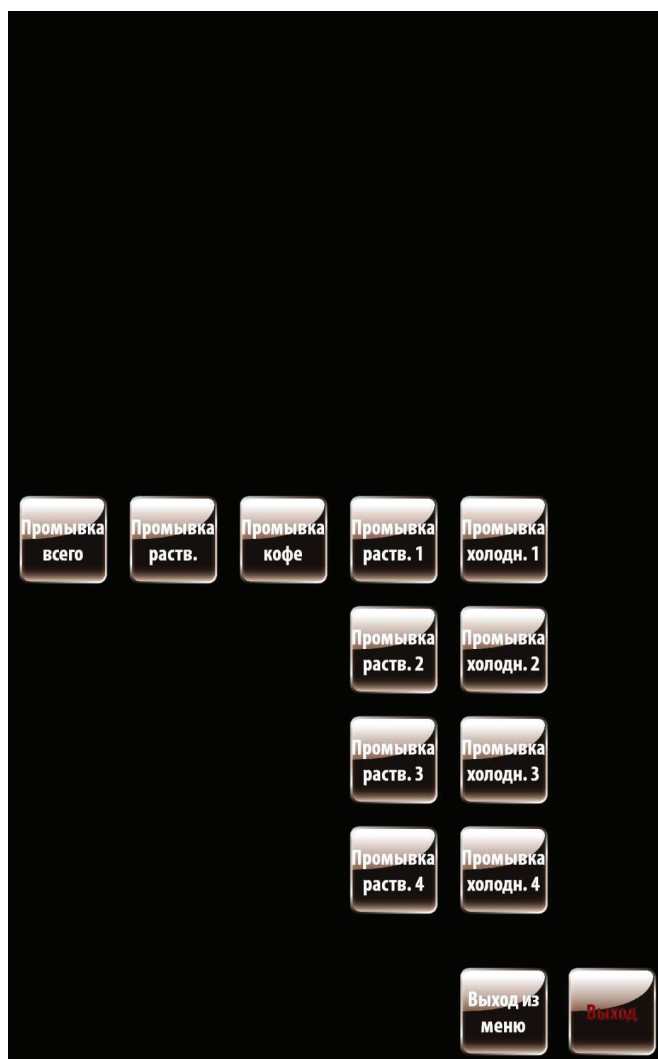 Промывка
всего
Промывка
раств.
Промывка
кофе
Промывка
раств. 1
Промывка
холодн. 1
Промывка
раств. 2
Промывка
холодн. 2
Промывка
раств. 3
Промывка
холодн. 3
Промывка
раств. 4
Промывка
холодн. 4
Выход из
меню
Выход